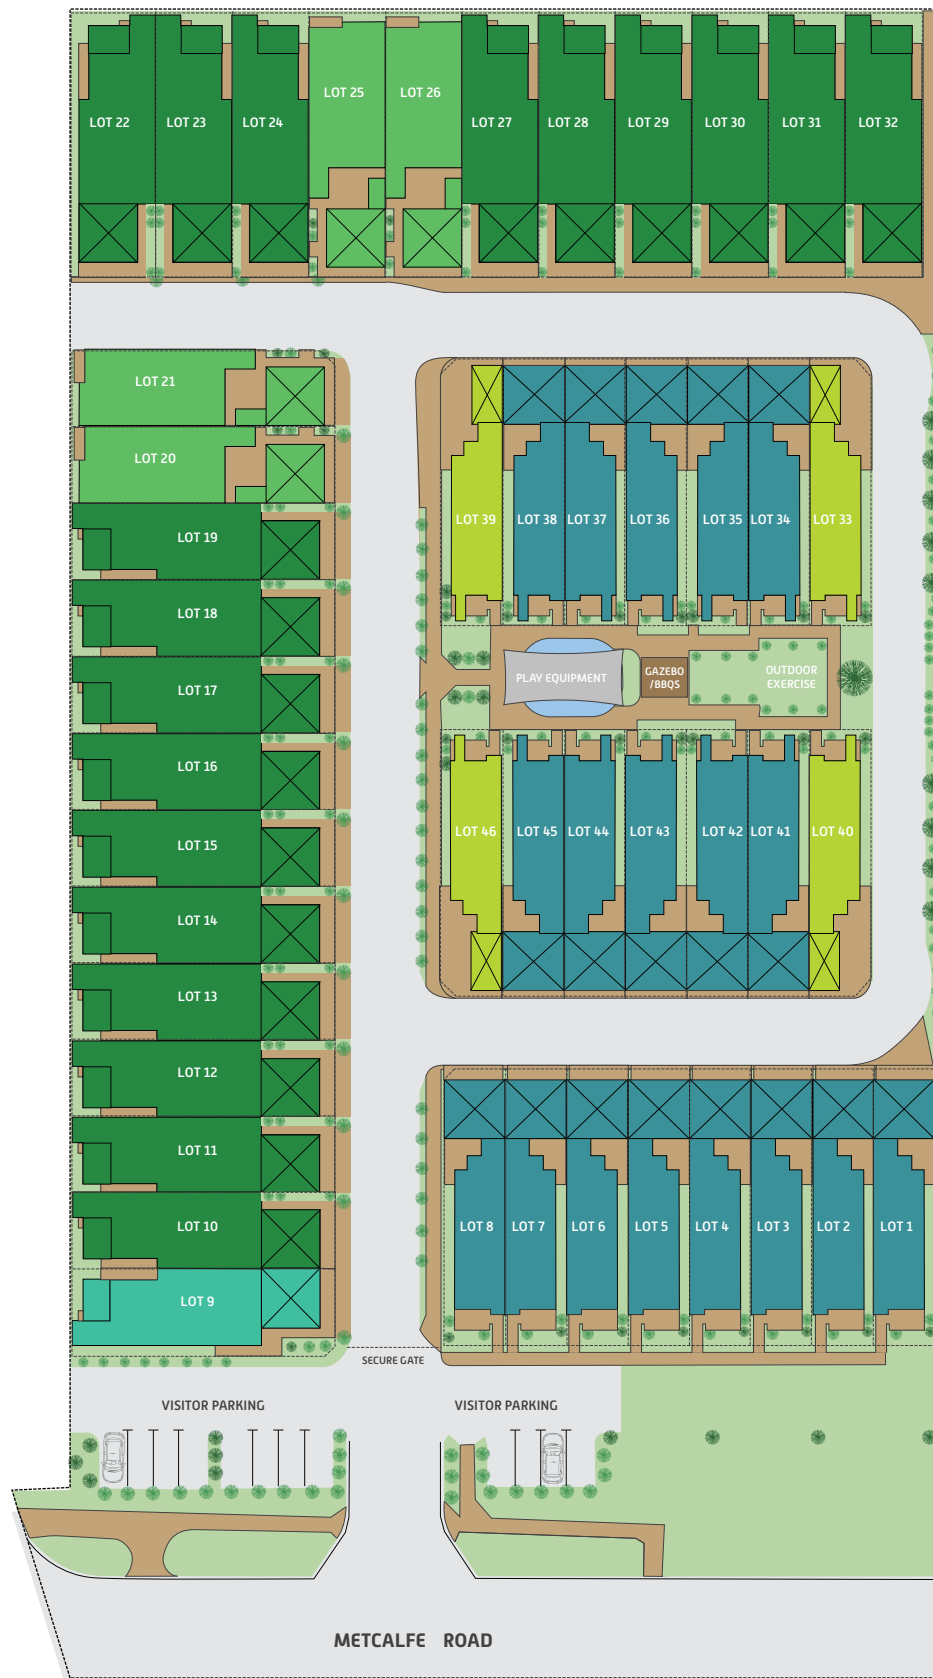 LOT 22
LOT 23
LOT 24
LOT 25
LOT 26
LOT 27
LOT 28
LOT 29
LOT 30
LOT 31
LOT 32
LOT 21
LOT 20
LOT 19
LOT 18
LOT 17
LOT 16
LOT 15
LOT 14
LOT 13
LOT 12
LOT 11
LOT 10
LOT 9
LOT 39
LOT 38
LOT 37
LOT 36
LOT 35
LOT 34
LOT 33
PLAY EQUIPMENT
GAZEBO
/BBQS
OUTDOOR
EXERCISE
LOT 46
LOT 45
LOT 44
LOT 43
LOT 42
LOT 41
LOT 40
LOT 8
LOT 7
LOT 6
LOT 5
LOT 4
LOT 3
LOT 2
LOT 1
SECURE GATE
VISITOR PARKING
VISITOR PARKING
METCALFE ROAD